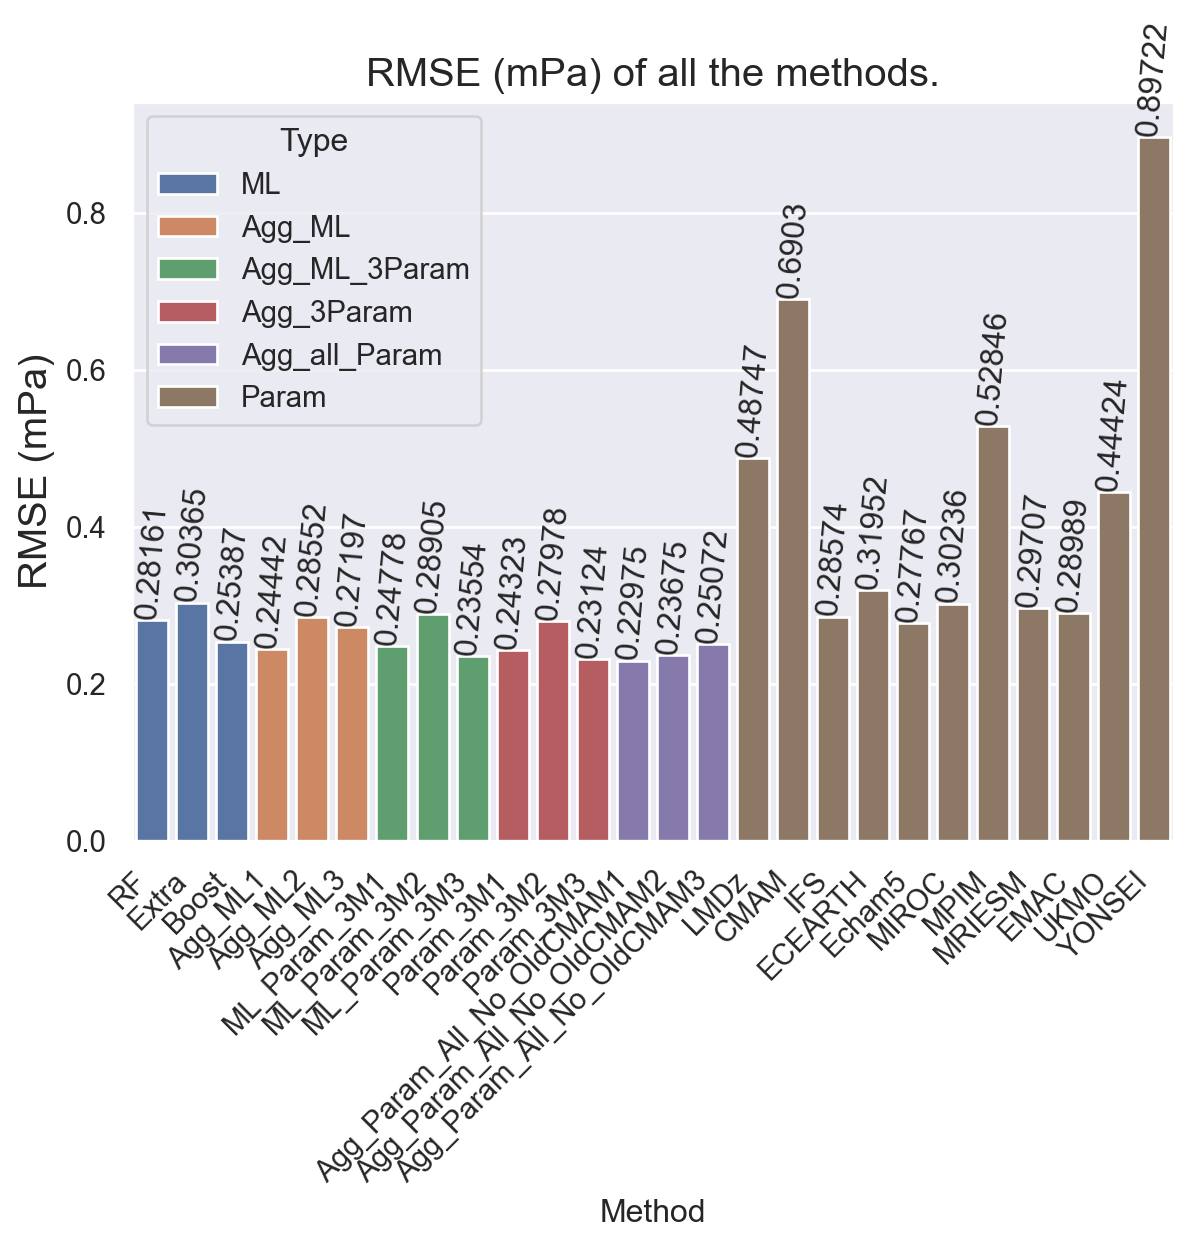 RMSE (mPa) of all the methods.
Type
ML
Agg_ML
Agg_ML_3Param
Agg_3Param
Agg_all_Param
Param
RMSE (mPa)
0.8
0.6
0.4
0.2
0.0
0.28161
0.30365
0.25387
0.24442
0.28552
0.27197
0.24778
0.28905
0.23554
0.24323
0.27978
0.23124
0.22975
0.23675
0.25072
0.48747
0.6903
0.28574
0.31952
0.27767
0.30236
0.52846
0.29707
0.28989
0.44424
0.89722
RF
Extra
Boost
Agg_ML1
Agg_ML2
Agg_ML3
ML_Param_3M1
ML_Param_3M2
ML_Param_3M3
Param_3M1
Param_3M2
Param_3M3
Agg_Param_All_No_OldCMAM1
Agg_Param_All_No_OldCMAM2
Agg_Param_All_No_OldCMAM3
LMDz
CMAM
IFS
ECEARTH
Echam5
MIROC
MPIM
MRIESM
EMAC
UKMO
YONSEI
Method